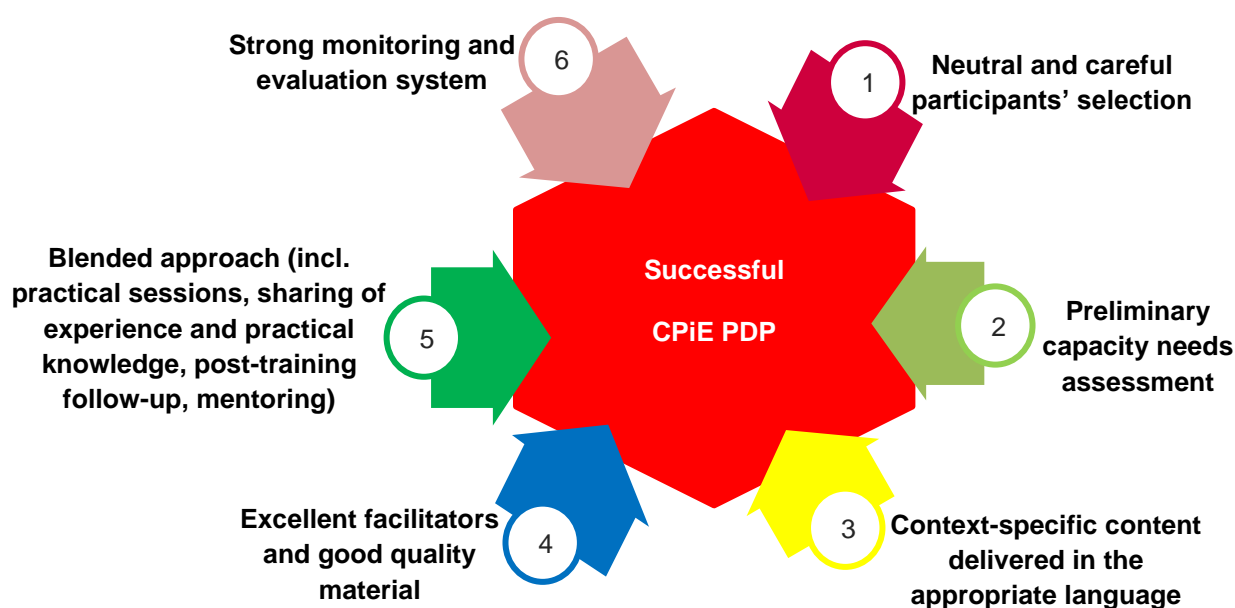 1
Neutral and careful
participants’ selection
2
Preliminary
capacity needs
assessment
3
Context-specific content
delivered in the
appropriate language
4
Excellent facilitators
and good quality
material
5
Blended approach (incl.
practical sessions, sharing of
experience and practical
knowledge, post-training
follow-up, mentoring)
6
Strong monitoring and
evaluation system
Successful
CPiE PDP